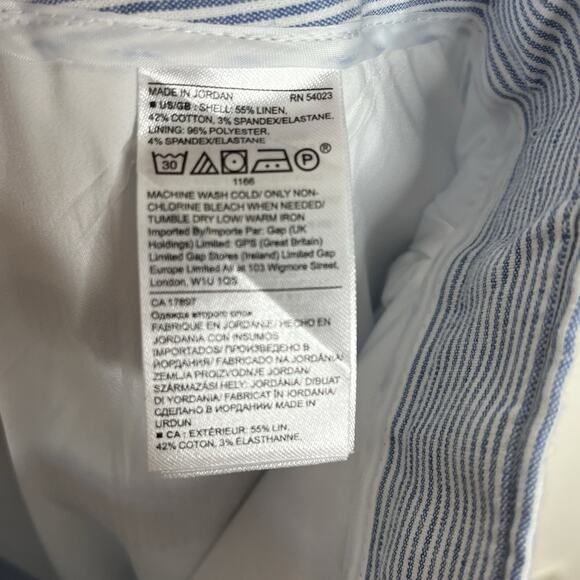 MADE IN JORDAN RN 54023
■ US/GB : SHELL: 55% LINEN,
42% COTTON, 3% SPANDEX/ELASTANE,
LINING: 96% POLYESTER,
4% SPANDEX/ELASTANE.
30 P ®
1166
MACHINE WASH COLD/ ONLY NON-
CHLORINE BLEACH WHEN NEEDED/
TUMBLE DRY LOW/ WARM IRON
Imported By/Importe Par: Gap (UK
Holdings) Limited: GPS (Great Britain)
Limited Gap Stores (Ireland) Limited Gap
Europe Limited All at 103 Wigmore Street,
London, W1U 1QS
CA 17897
Одежда второго слоя
FABRIQUÉ EN JORDANIE/ HECHO EN
JORDANIA CON INSUMOS
IMPORTADOS/ ПРОИЗВЕДЕНО В
ЙОРДАНИЯ/ FABRICADO NA JORDÂNIA/
ZEMLJA PROIZVODNJE JORDAN/
SZÁRMAZÁSI HELY: JORDÁNIA/ DIBUAT
DI YORDANIA/ FABRICAT ÎN IORDANIA/
СДЕЛАНО В ИОРДАНИИ/ MADE IN
URDUN
■ CA : EXTÉRIEUR: 55% LIN,
42% COTON, 3% ÉLASTHANNE.